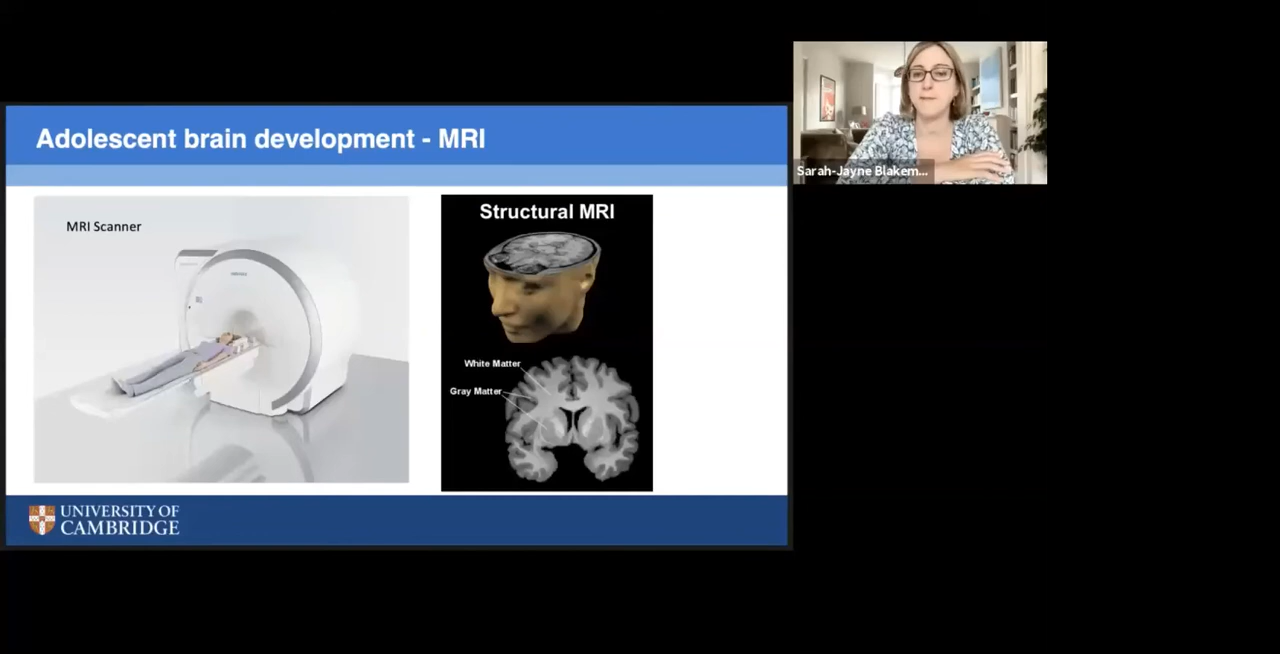 Adolescent brain development - MRI
MRI Scanner
Structural MRI
White Matter
Gray Matter
UNIVERSITY OF
CAMBRIDGE
Sarah-Jayne Blakem...